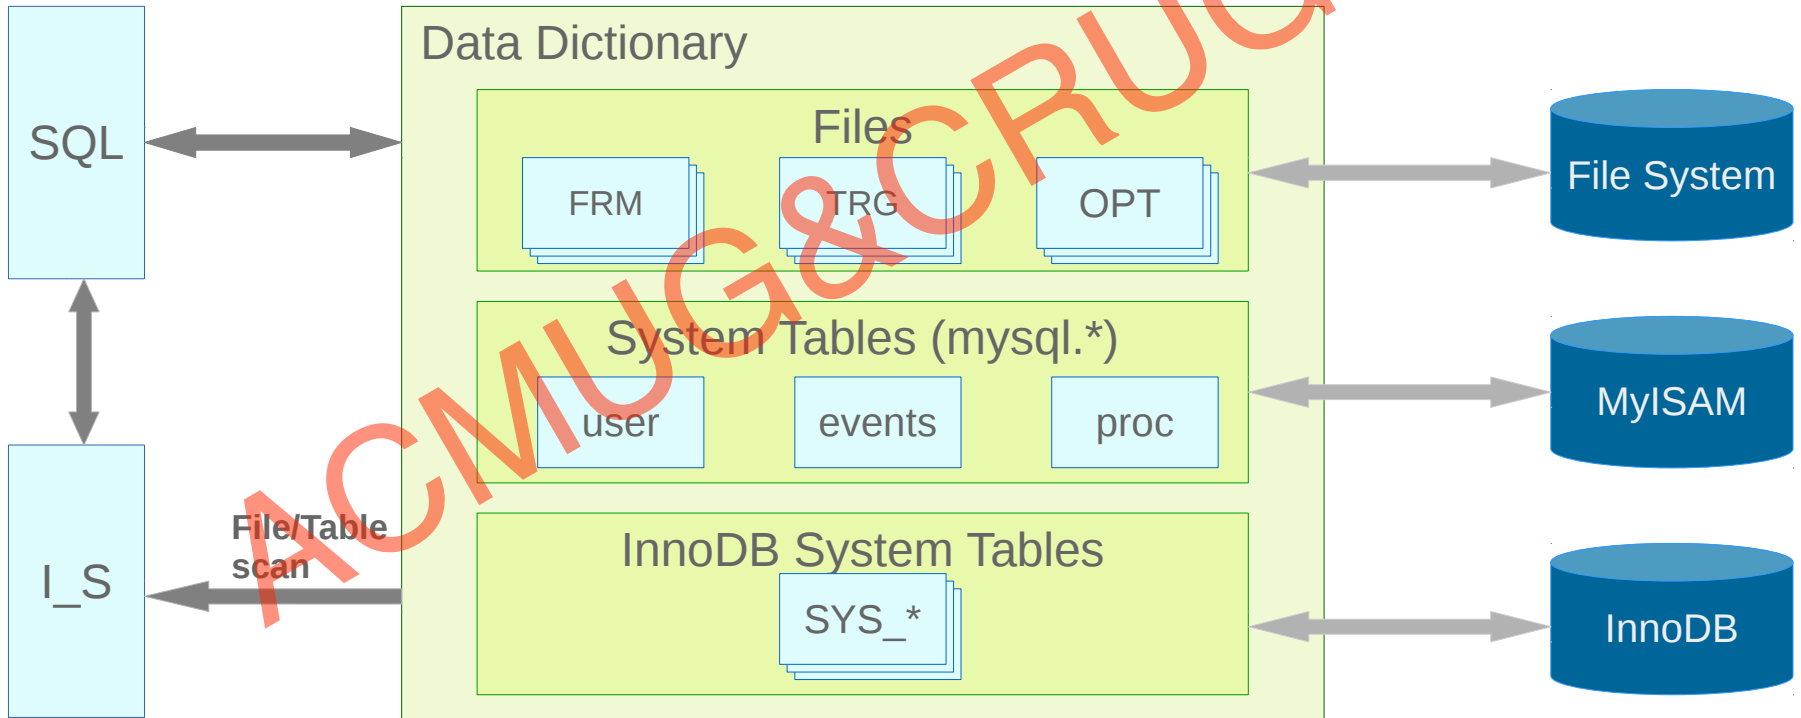 Data Dictionary
SQL
Files
FRM
TRG
OPT
File System
System Tables (mysql.*)
user
events
proc
MyISAM
File/Table
scan
I_S
InnoDB System Tables
SYS_*
InnoDB
ACMUG&CRUG